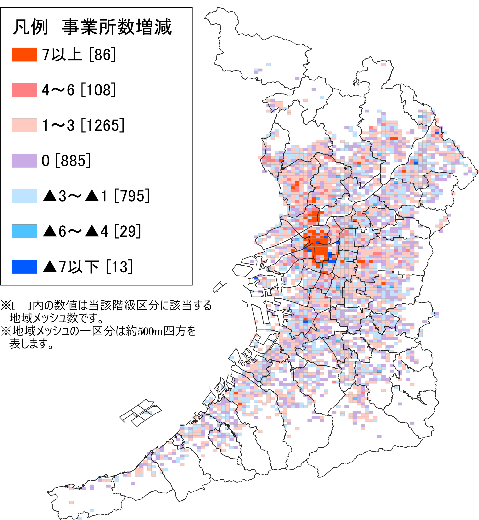 凡例 事業所数増減
7以上 [86]
4～6 [108]
1～3 [1265]
0 [885]
▲3～▲1 [795]
▲6～▲4 [29]
▲7以下 [13]
※[ ]内の数値は当該階級区分に該当する
地域メッシュ数です。
※地域メッシュの一区分は約500m四方を
表します。